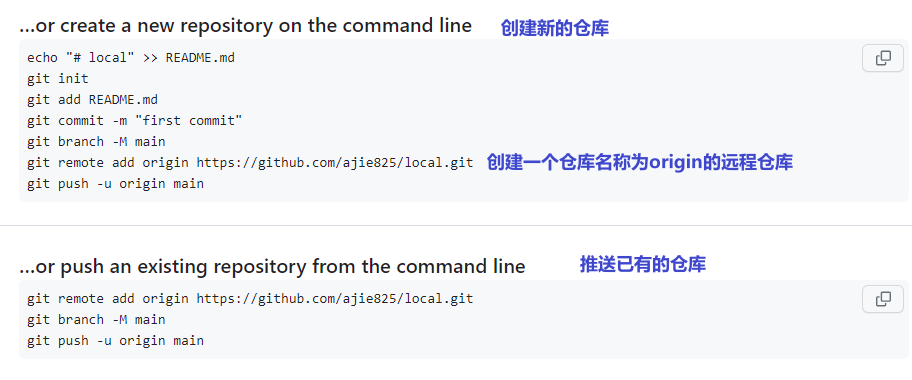 ...or create a new repository on the command line 创建新的仓库
echo "# local" >> README.md
git init
git add README.md
git commit -m "first commit"
git branch -M main
git remote add origin https://github.com/ajie825/local.git 创建一个仓库名称为origin的远程仓库
git push -u origin main
...or push an existing repository from the command line 推送已有的仓库
git remote add origin https://github.com/ajie825/local.git
git branch -M main
git push -u origin main